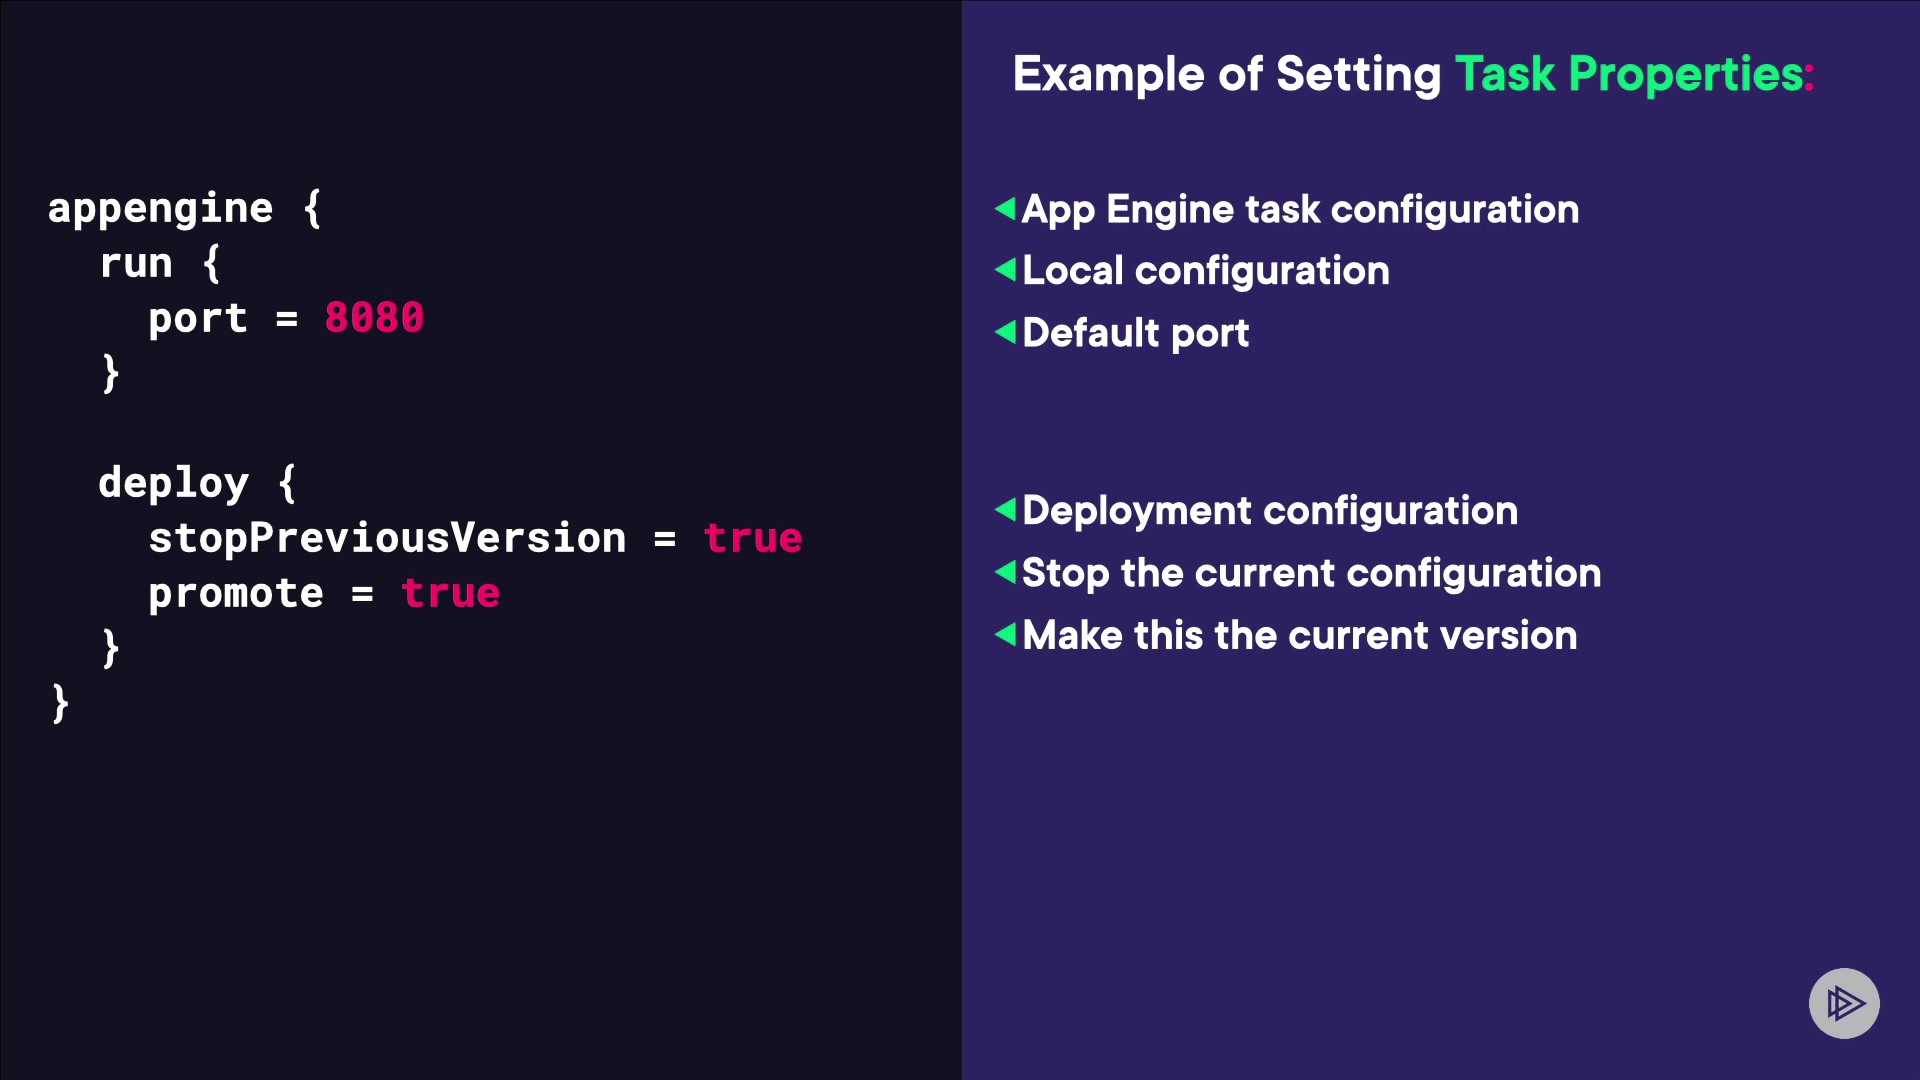 Example of Setting Task Properties:
appengine {
run {
port = 8080
}
deploy {
stopPreviousVersion = true
promote = true
}
}
App Engine task configuration
Local configuration
Default port
Deployment configuration
Stop the current configuration
Make this the current version